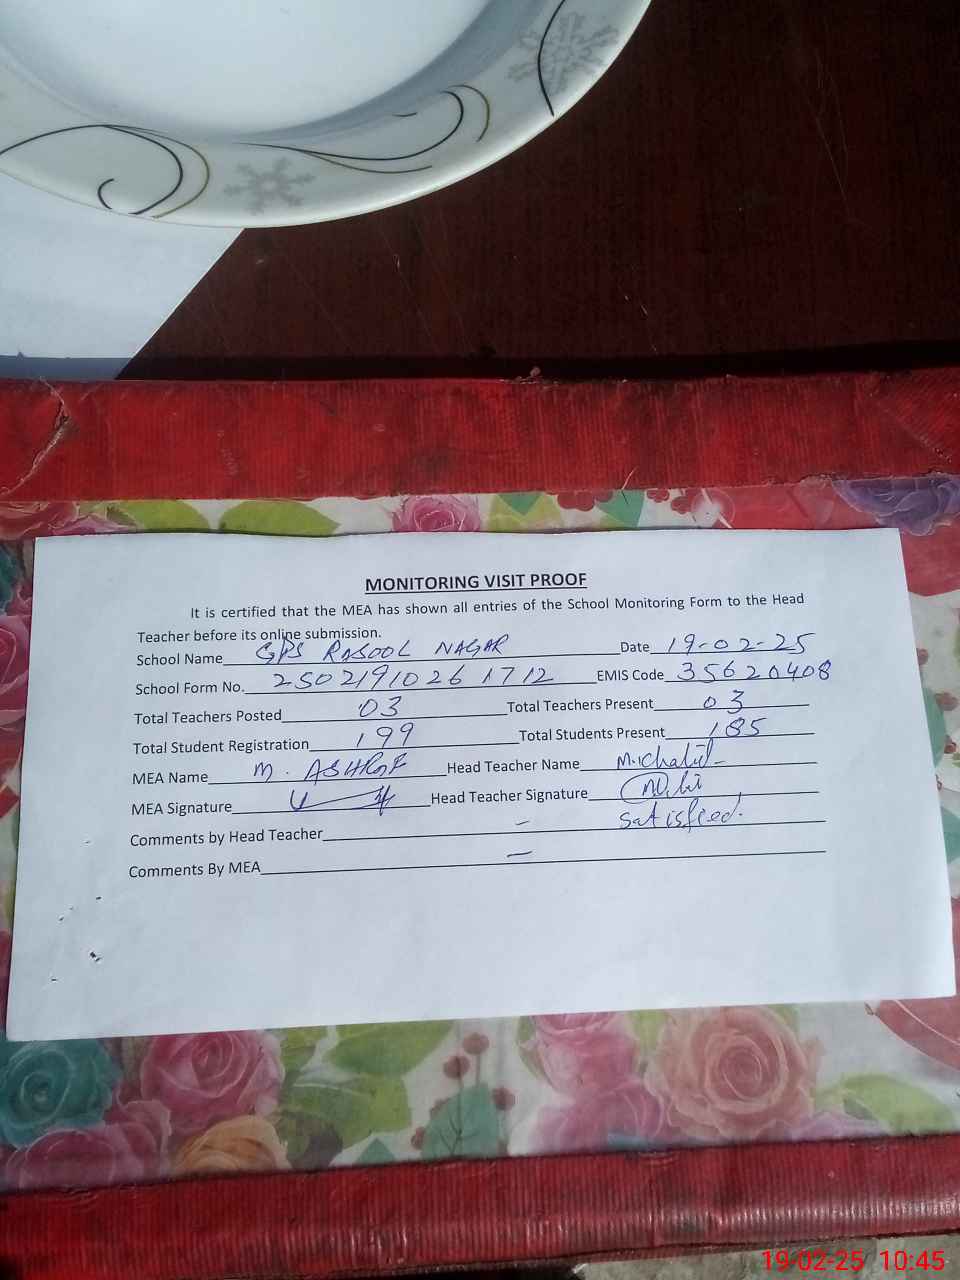 MONITORING VISIT PROOF
It is certified that the MEA has shown all entries of the School Monitoring Form to the Head
Teacher before its online submission.
School Name GPS RASOOL NAGAR Date 19-02-25
School Form No. 2502191026 1712 EMIS Code 35620408
Total Teachers Posted 03 Total Teachers Present 03
Total Student Registration 199 Total Students Present 185
MEA Name M. ASHRAF Head Teacher Name M. Khalid
MEA Signature Head Teacher Signature
Comments by Head Teacher - Satisfied.
Comments By MEA -
19-02-25 10:45